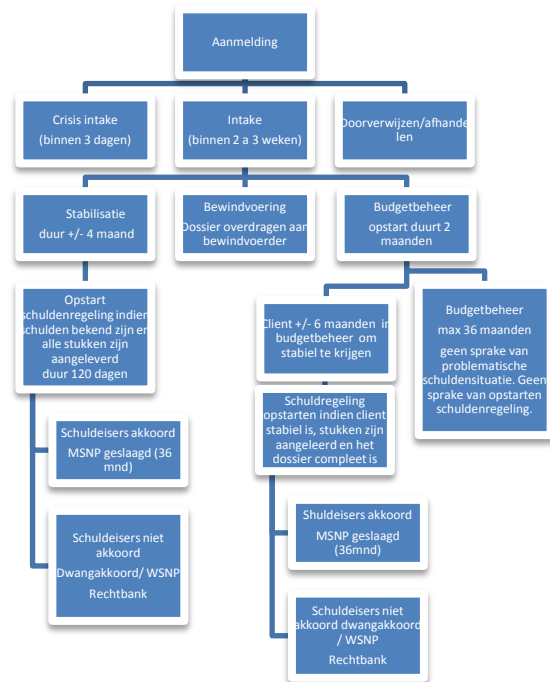 Aanmelding
Crisis intake
(binnen 3 dagen)
Intake
(binnen 2 a 3 weken)
Doorverwijzen/afhande
len
Stabilisatie
duur +/- 4 maand
Bewindvoering
Dossier overdragen aan
bewindvoerder
Budgetbeheer
opstart duurt 2
maanden
Opstart
schuldenregeling indien
schulden bekend zijn en
alle stukken zijn
aangeleverd
duur 120 dagen
Schuldeisers akkoord
MSNP geslaagd (36
mnd)
Schuldeisers niet
akkoord
Dwangakkoord/ WSNP
Rechtbank
Client +/- 6 maanden in
budgetbeheer om
stabiel te krijgen
Schuldregeling
opstarten indien client
stabiel is, stukken zijn
aangeleerd en het
dossier compleet is
Shuldeisers akkoord
MSNP geslaagd
(36mnd)
Schuldeisers niet
akkoord dwangakkoord
/ WSNP
Rechtbank
Budgetbeheer
max 36 maanden
geen sprake van
problematische
schuldensituatie. Geen
sprake van opstarten
schuldenregeling.